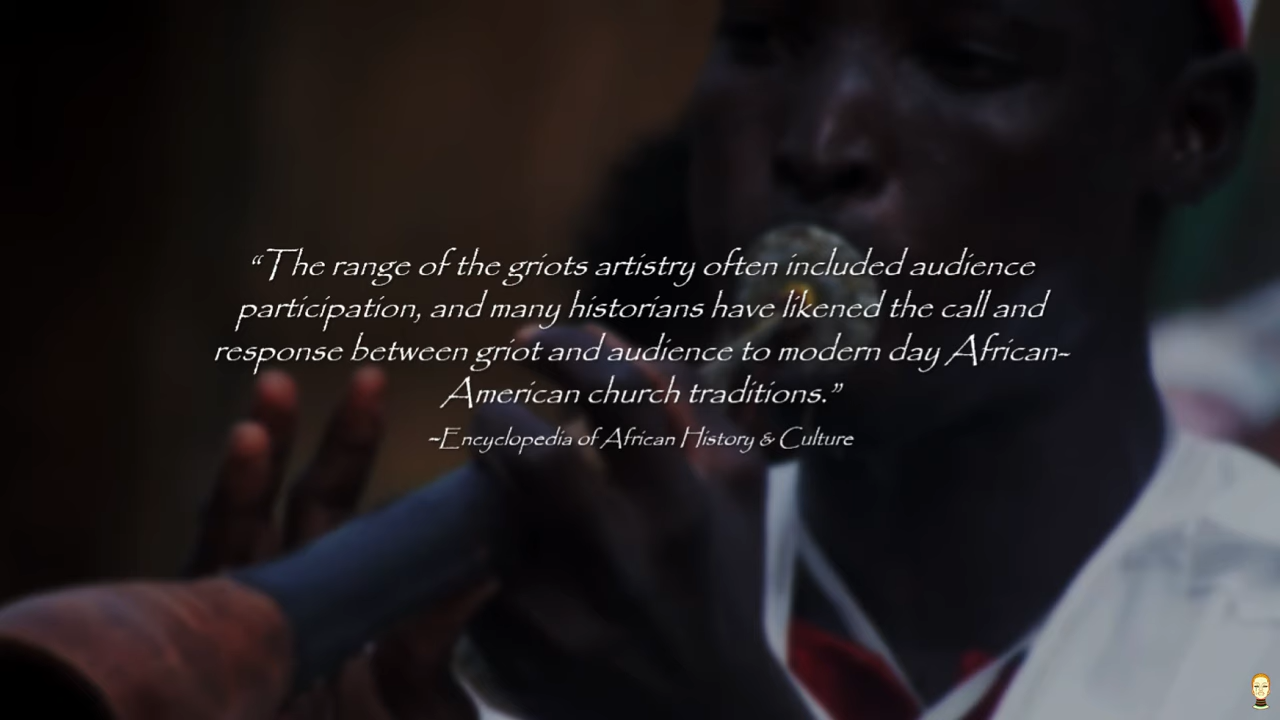 “The range of the griots artistry often included audience
participation, and many historians have likened the call and
response between griot and audience to modern day African-
American church traditions.”
~Encyclopedia of African History & Culture